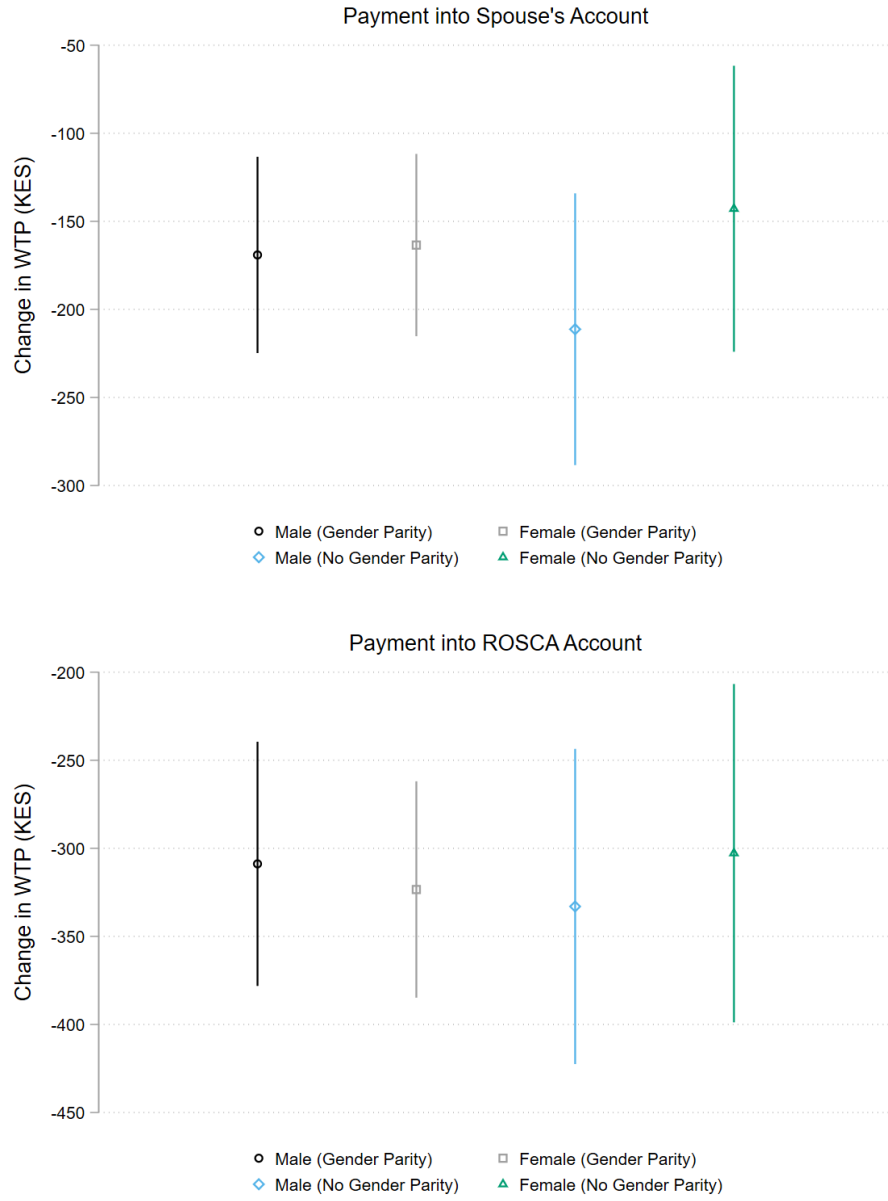 Payment into Spouse's Account
Change in WTP (KES)
-50
-100
-150
-200
-250
-300
Male (Gender Parity) Female (Gender Parity)
Male (No Gender Parity) Female (No Gender Parity)
Payment into ROSCA Account
Change in WTP (KES)
-200
-250
-300
-350
-400
-450
Male (Gender Parity) Female (Gender Parity)
Male (No Gender Parity) Female (No Gender Parity)